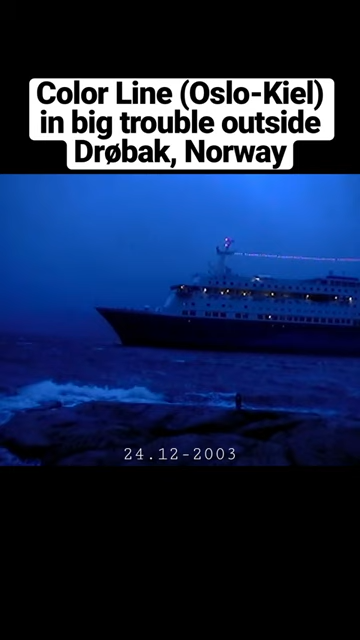 Color Line (Oslo-Kiel)
in big trouble outside
Drøbak, Norway
24.12-2003